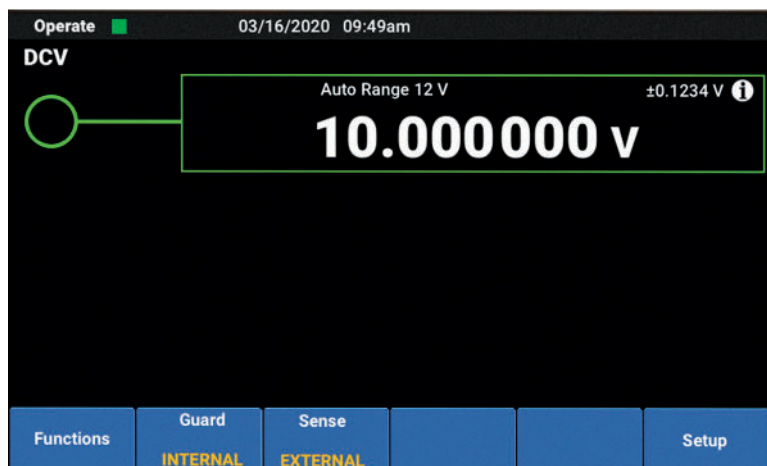 Operate 03/16/2020 09:49am
DCV
Auto Range 12 V ±0.1234 V i
10.000000 V
Functions Guard Sense Setup
INTERNAL EXTERNAL